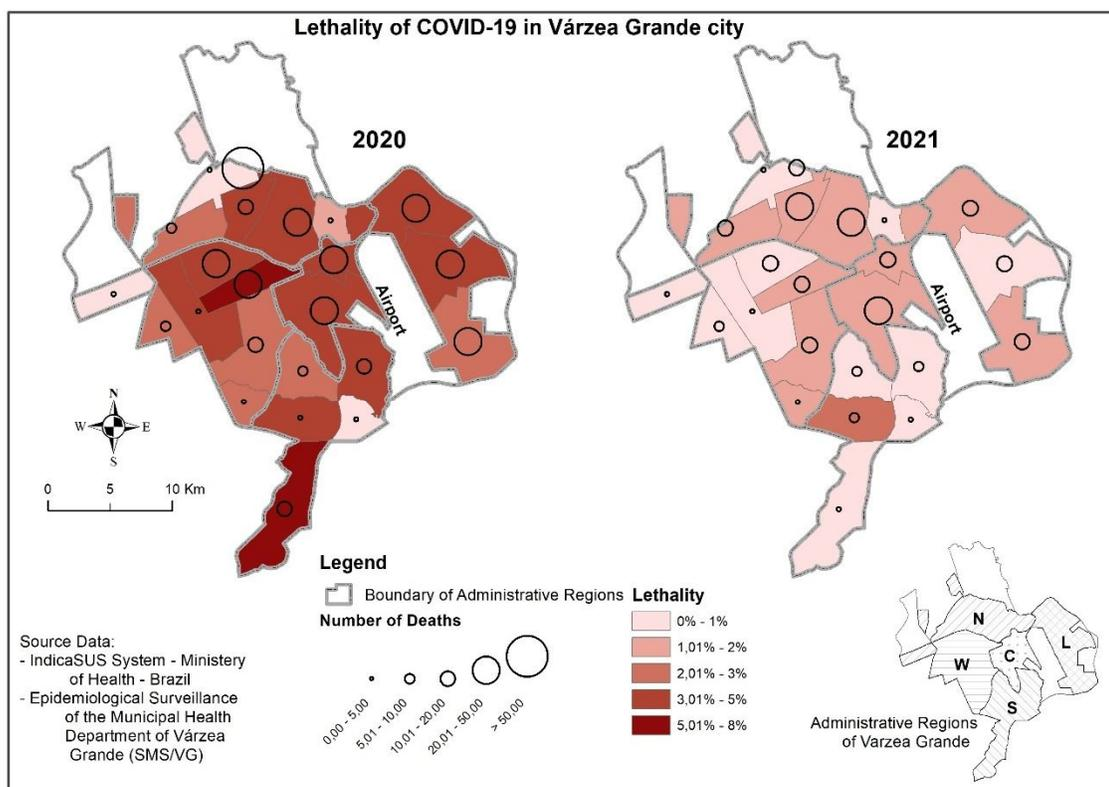 Lethality of COVID-19 in Várzea Grande city
2020
2021
Airport
Airport
N
W
E
S
0
5
10 Km
Legend
Boundary of Administrative Regions
Number of Deaths
0,00 - 5,00
5,01 - 10,00
10,01 - 20,00
20,01 - 50,00
> 50,00
Lethality
0% - 1%
1,01% - 2%
2,01% - 3%
3,01% - 5%
5,01% - 8%
Source Data:
- IndicaSUS System - Ministery
of Health - Brazil
- Epidemiological Surveillance
of the Municipal Health
Department of Várzea
Grande (SMS/VG)
N
L
W
C
S
Administrative Regions
of Varzea Grande